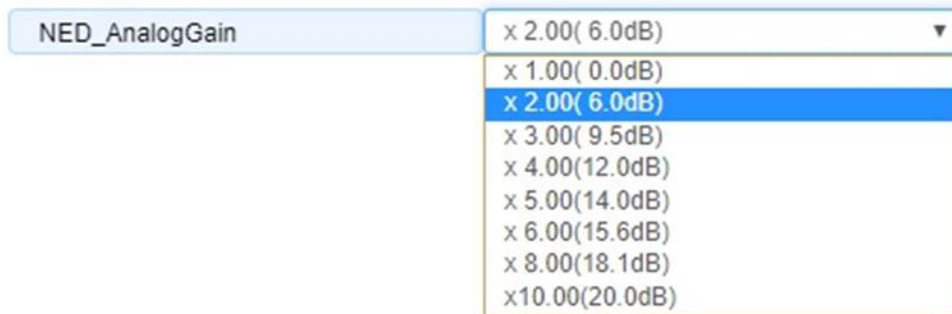 NED_AnalogGain
x 2.00( 6.0dB)
x 1.00( 0.0dB)
x 2.00( 6.0dB)
x 3.00( 9.5dB)
x 4.00(12.0dB)
x 5.00(14.0dB)
x 6.00(15.6dB)
x 8.00(18.1dB)
x10.00(20.0dB)